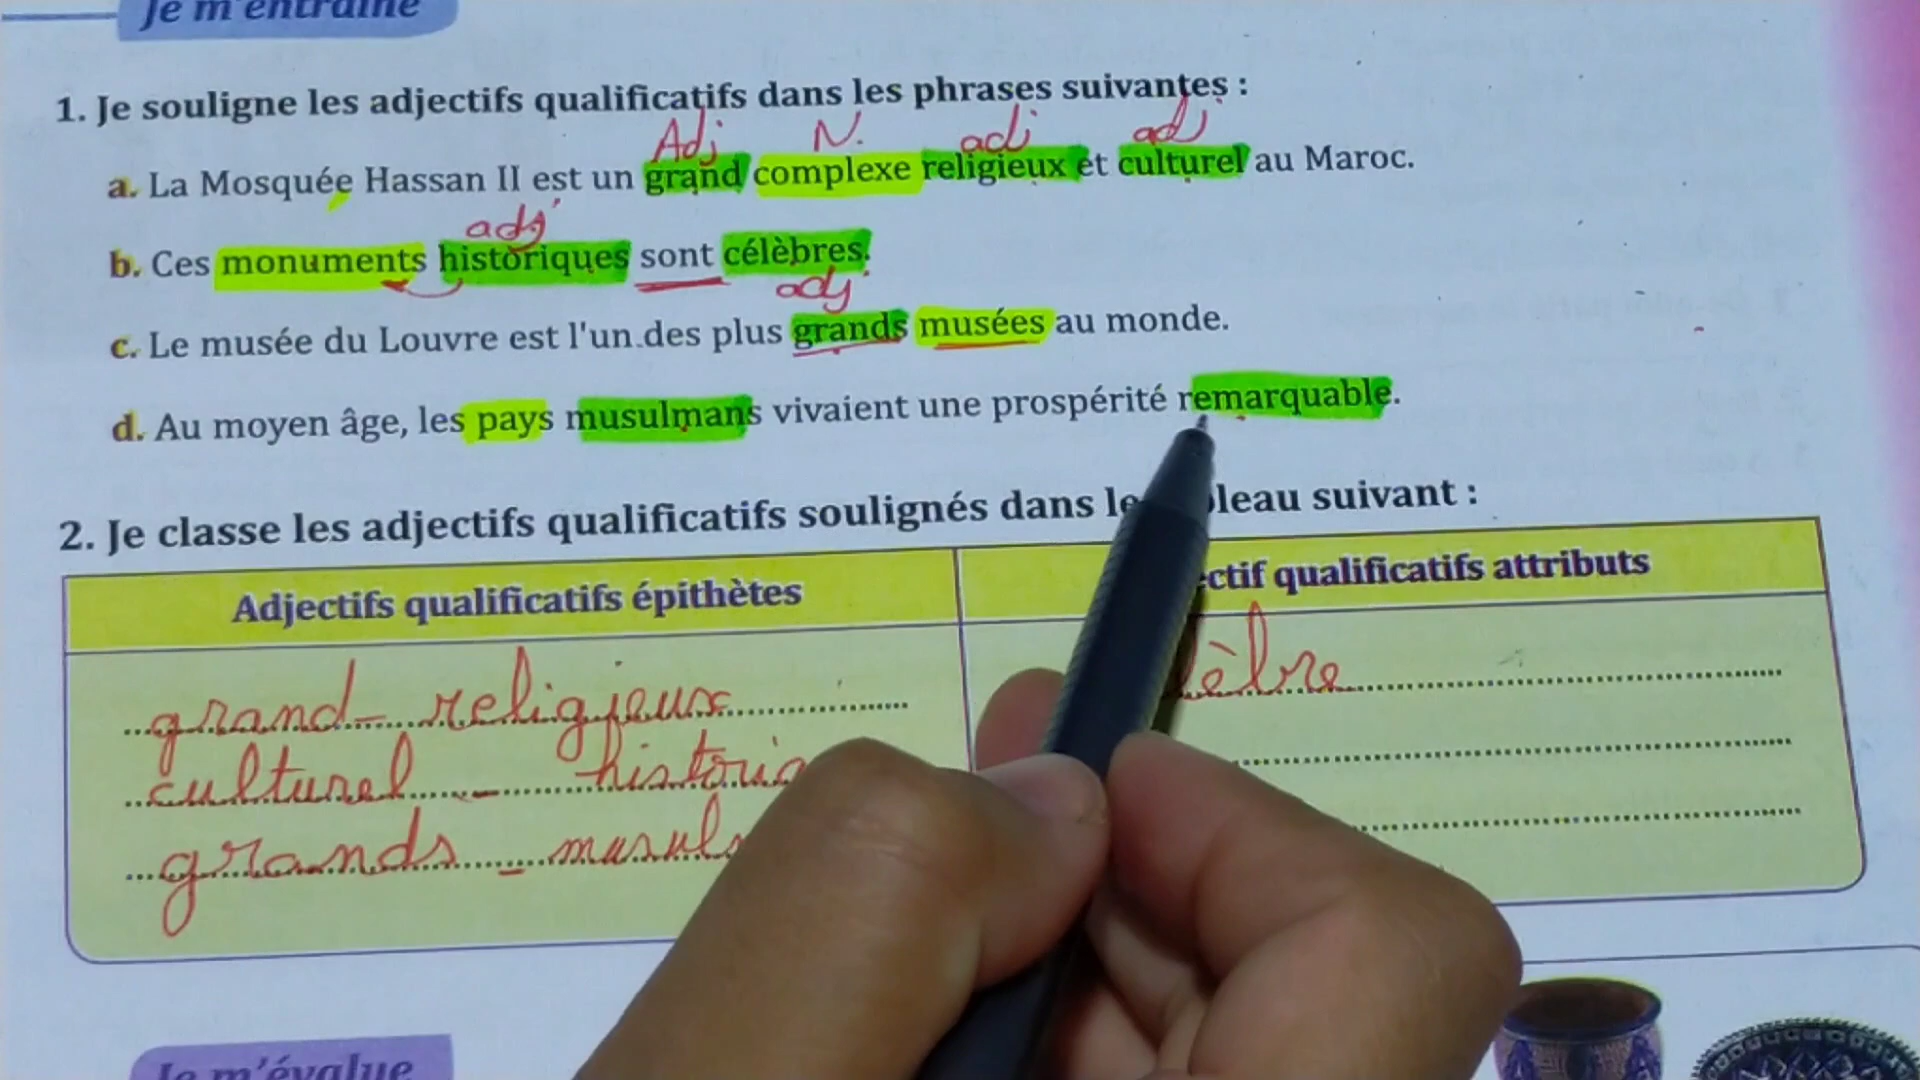 Je m'entraîne
1. Je souligne les adjectifs qualificatifs dans les phrases suivantes :
Adj N. adj adj
a. La Mosquée Hassan II est un grand complexe religieux et culturel au Maroc.
adj
b. Ces monuments historiques sont célèbres.
adj
c. Le musée du Louvre est l'un des plus grands musées au monde.
d. Au moyen âge, les pays musulmans vivaient une prospérité remarquable.
2. Je classe les adjectifs qualificatifs soulignés dans le bleau suivant :
Adjectifs qualificatifs épithètes
ctif qualificatifs attributs
grand - religieux
lèbre
culturel - histori
grands - musul
Je m'évalue